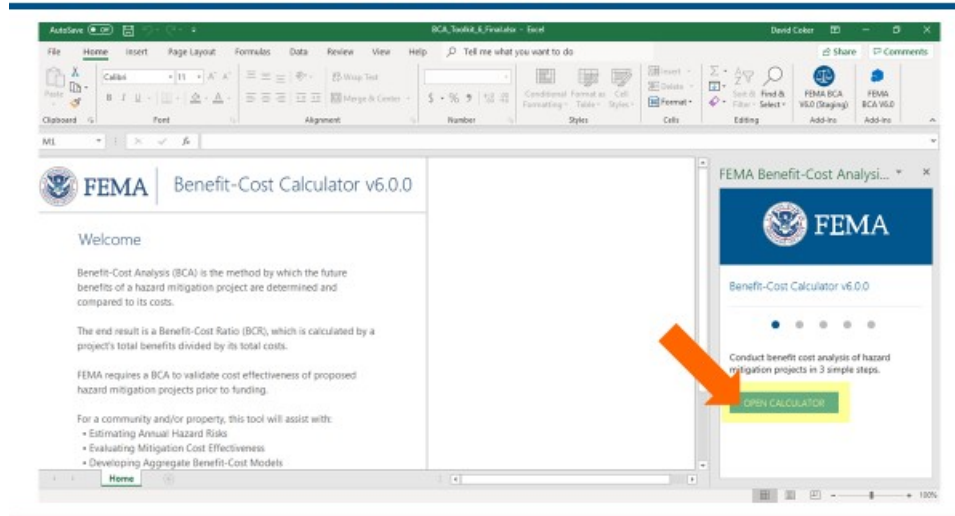 AutoSave Off
BCA_Toolkit_6_Final.xlsx - Excel
David Coker
File Home Insert Page Layout Formulas Data Review View Help Tell me what you want to do
Share Comments
Calibri 11
Wrap Text
Insert
Paste
B I U
Merge & Center
$ % 9
Conditional Format as Cell
Formatting Table Styles
Delete
Format
Sort & Find &
Filter Select
FEMA BCA
V6.0 (Staging)
FEMA
BCA V6.0
Clipboard Font Alignment Number Styles Cells Editing Add-ins Add-ins
M1 fx
FEMA Benefit-Cost Calculator v6.0.0
Welcome
Benefit-Cost Analysis (BCA) is the method by which the future
benefits of a hazard mitigation project are determined and
compared to its costs.
The end result is a Benefit-Cost Ratio (BCR), which is calculated by a
project's total benefits divided by its total costs.
FEMA requires a BCA to validate cost effectiveness of proposed
hazard mitigation projects prior to funding.
For a community and/or property, this tool will assist with:
• Estimating Annual Hazard Risks
• Evaluating Mitigation Cost Effectiveness
• Developing Aggregate Benefit-Cost Models
FEMA Benefit-Cost Analysi...
FEMA
Benefit-Cost Calculator v6.0.0
Conduct benefit cost analysis of hazard
mitigation projects in 3 simple steps.
OPEN CALCULATOR
Home
100%